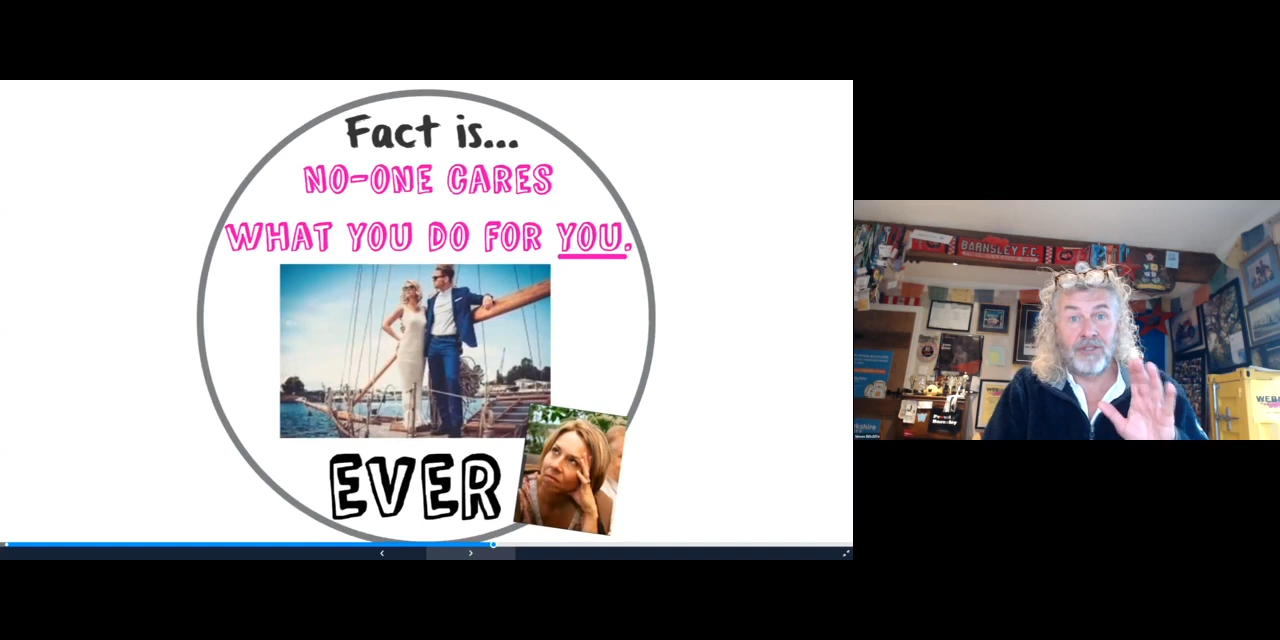 Fact is...
NO-ONE CARES
WHAT YOU DO FOR YOU.
EVER
BARNSLEY F.C.